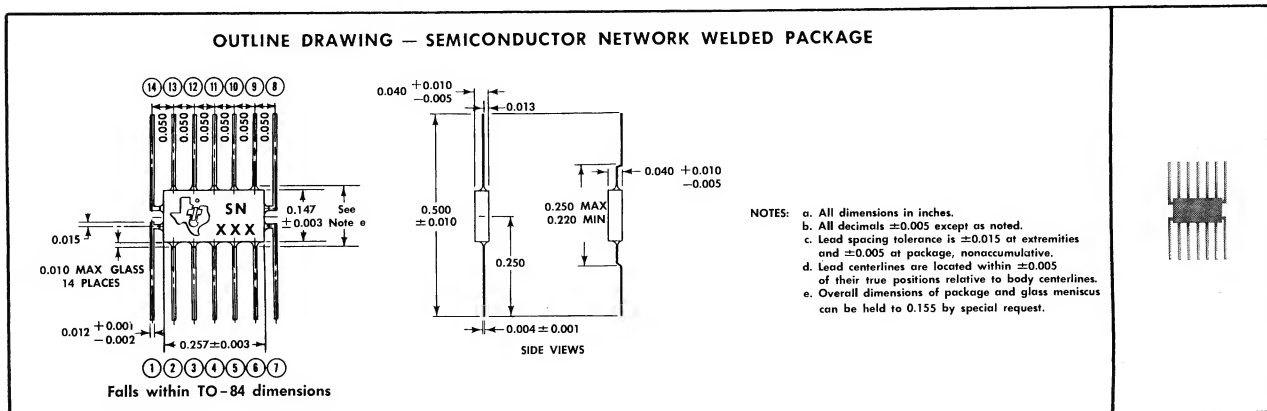 OUTLINE DRAWING — SEMICONDUCTOR NETWORK WELDED PACKAGE
14 13 12 11 10 9 8
0.050 0.050 0.050 0.050 0.050 0.050
SN
XXX
0.147
±0.003
See
Note e
0.015
0.010 MAX GLASS
14 PLACES
0.012 +0.001
−0.002
0.257±0.003
1 2 3 4 5 6 7
Falls within TO-84 dimensions
0.040 +0.010
−0.005
0.013
0.500
±0.010
0.250
0.250 MAX
0.220 MIN
0.040 +0.010
−0.005
0.004±0.001
SIDE VIEWS
NOTES: a. All dimensions in inches.
b. All decimals ±0.005 except as noted.
c. Lead spacing tolerance is ±0.015 at extremities
and ±0.005 at package, nonaccumulative.
d. Lead centerlines are located within ±0.005
of their true positions relative to body centerlines.
e. Overall dimensions of package and glass meniscus
can be held to 0.155 by special request.